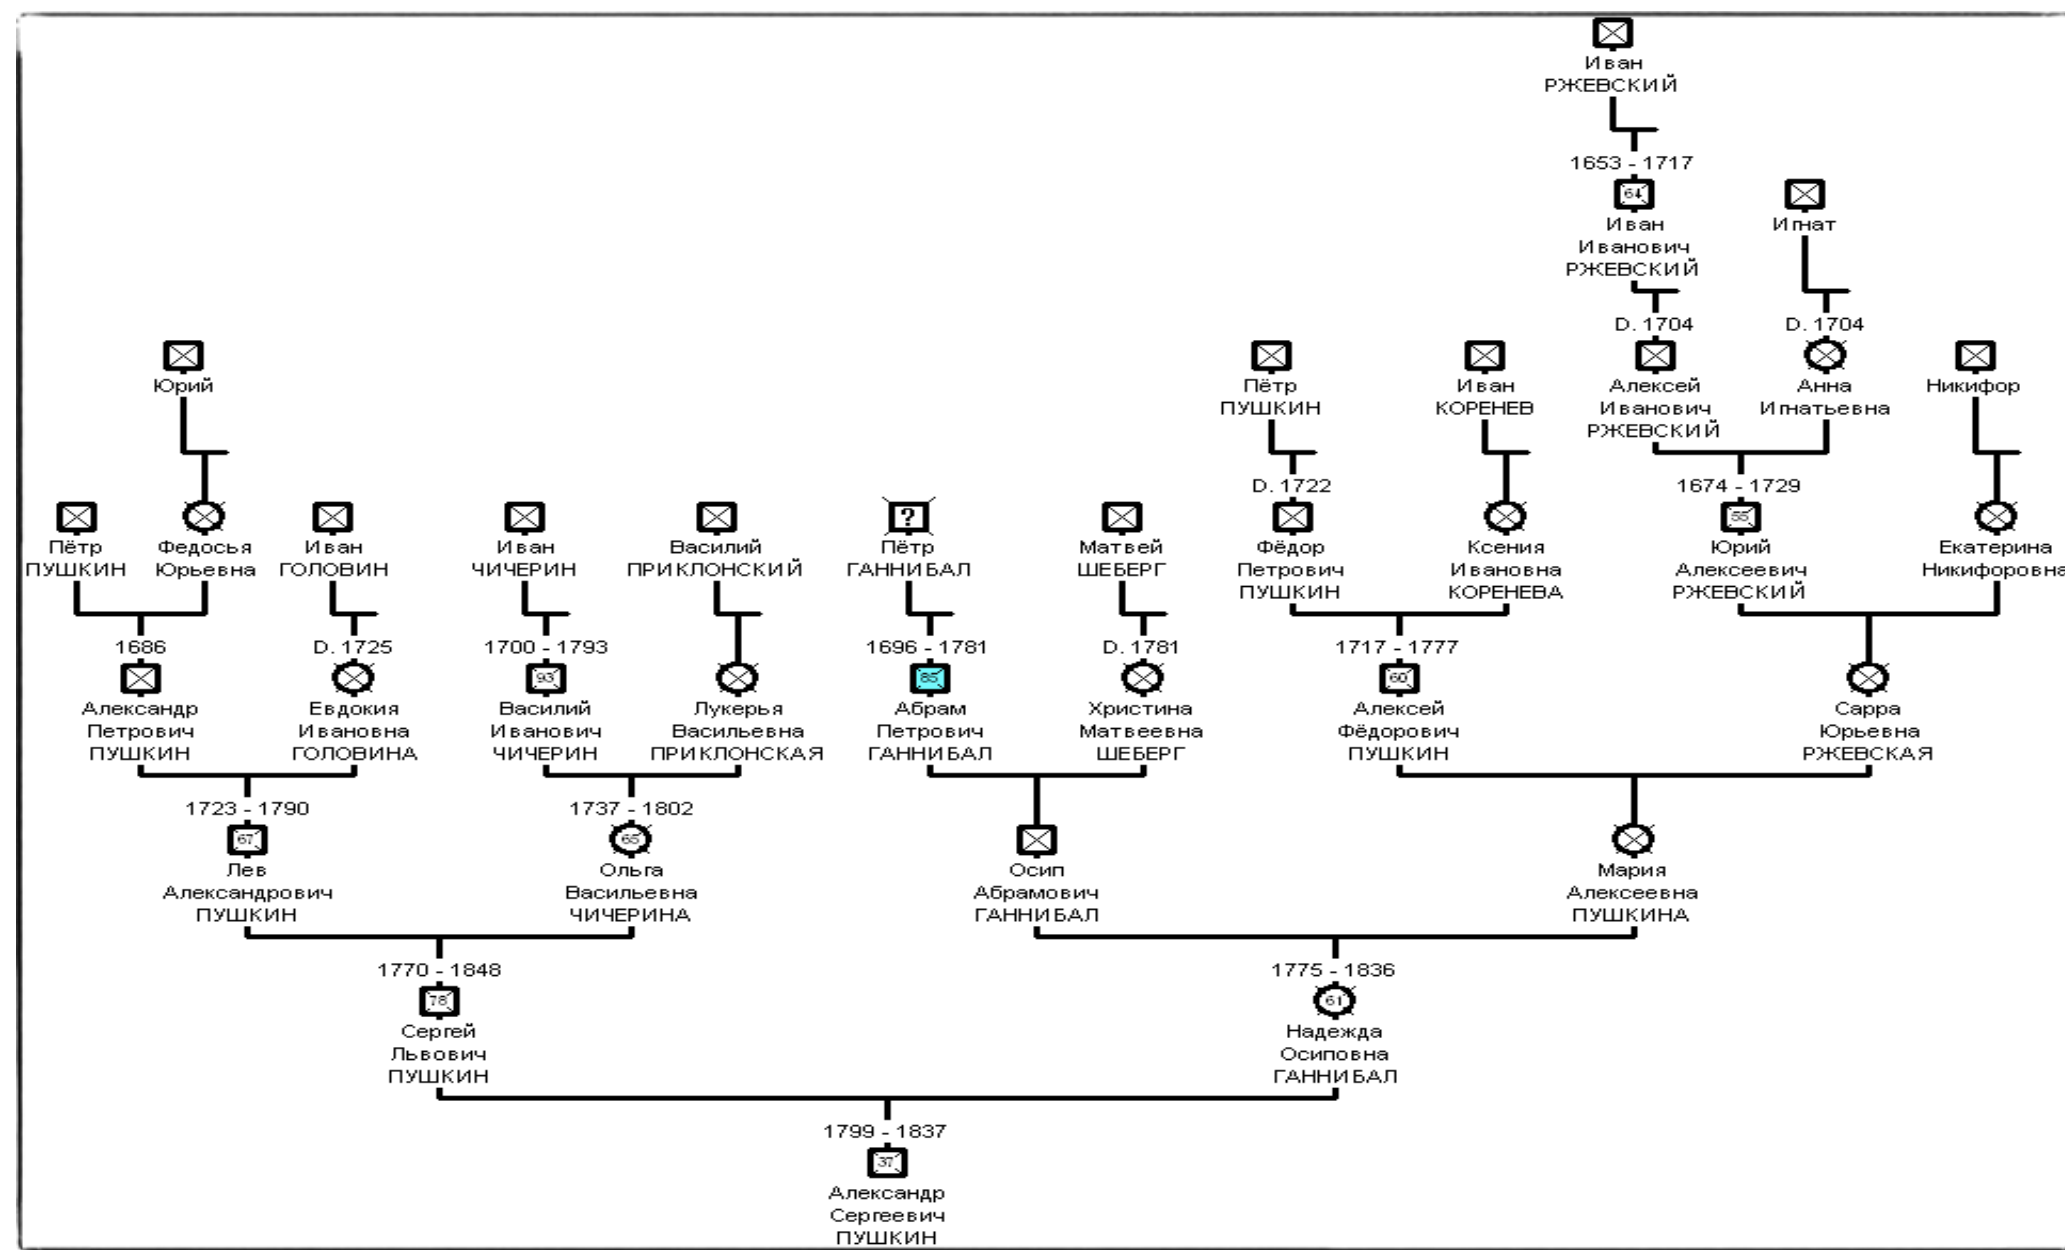 Иван
РЖЕВСКИЙ
1653 - 1717
64
Иван
Иванович
РЖЕВСКИЙ
Игнат
D. 1704
D. 1704
Юрий
Пётр
ПУШКИН
Иван
КОРЕНЕВ
Алексей
Иванович
РЖЕВСКИЙ
Анна
Игнатьевна
Никифор
D. 1722
1674 - 1729
?
55
Пётр
ПУШКИН
Федосья
Юрьевна
Иван
ГОЛОВИН
Иван
ЧИЧЕРИН
Василий
ПРИКЛОНСКИЙ
Пётр
ГАННИБАЛ
Матвей
ШЕБЕРГ
Фёдор
Петрович
ПУШКИН
Ксения
Ивановна
КОРЕНЕВА
Юрий
Алексеевич
РЖЕВСКИЙ
Екатерина
Никифоровна
1686
D. 1725
1700 - 1793
1696 - 1781
D. 1781
1717 - 1777
93
85
60
Александр
Петрович
ПУШКИН
Евдокия
Ивановна
ГОЛОВИНА
Василий
Иванович
ЧИЧЕРИН
Лукерья
Васильевна
ПРИКЛОНСКАЯ
Абрам
Петрович
ГАННИБАЛ
Христина
Матвеевна
ШЕБЕРГ
Алексей
Фёдорович
ПУШКИН
Сарра
Юрьевна
РЖЕВСКАЯ
1723 - 1790
1737 - 1802
67
65
Лев
Александрович
ПУШКИН
Ольга
Васильевна
ЧИЧЕРИНА
Осип
Абрамович
ГАННИБАЛ
Мария
Алексеевна
ПУШКИНА
1770 - 1848
1775 - 1836
78
61
Сергей
Львович
ПУШКИН
Надежда
Осиповна
ГАННИБАЛ
1799 - 1837
37
Александр
Сергеевич
ПУШКИН